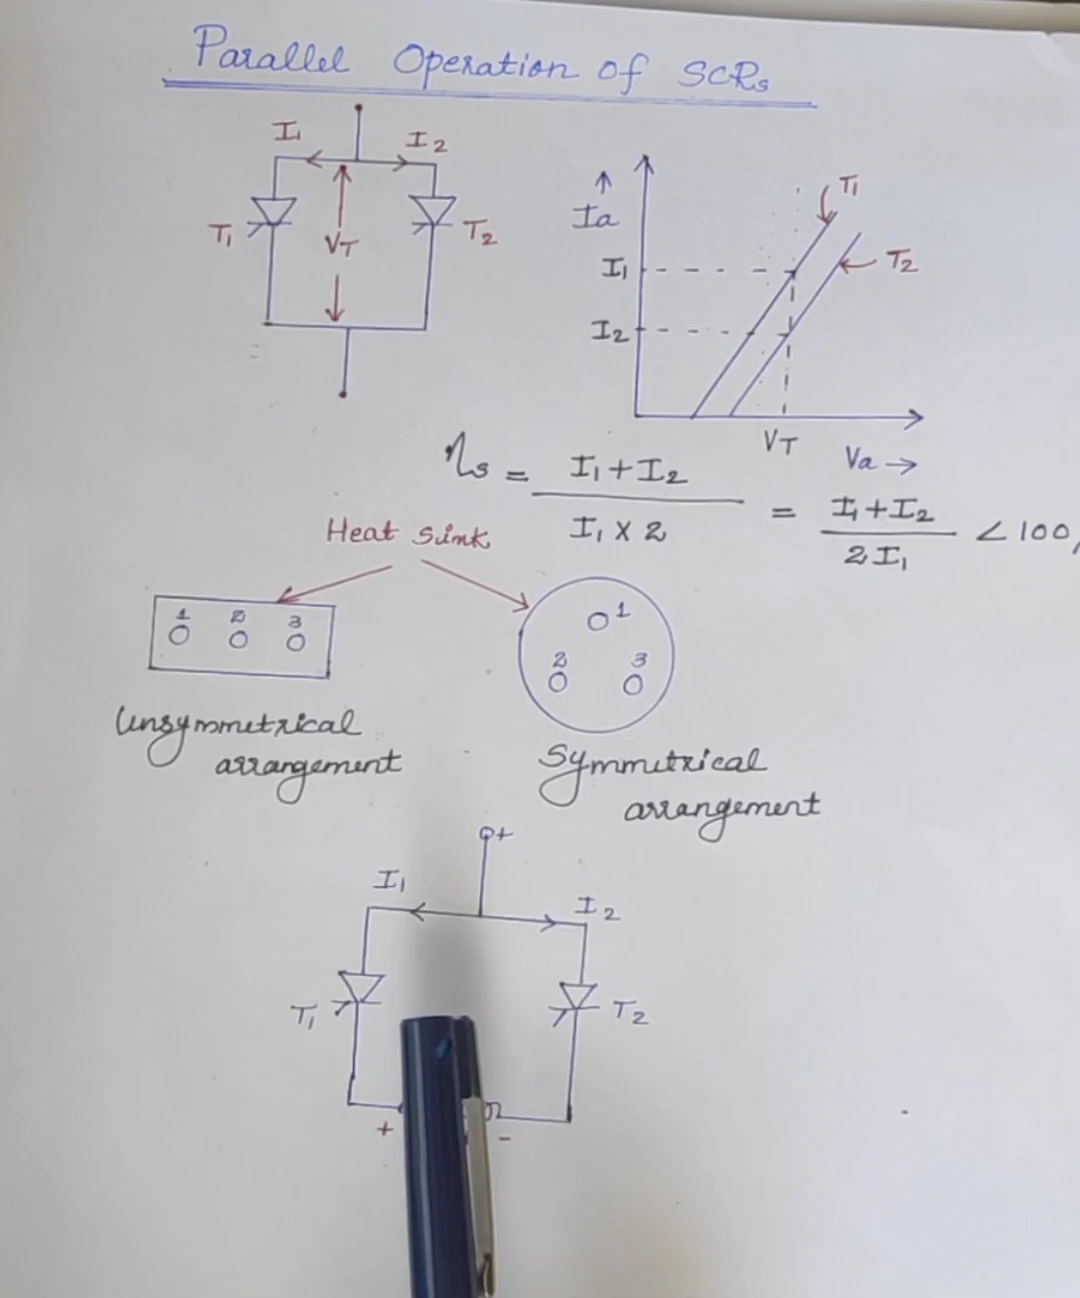 Parallel Operation of SCRs
I1 I2
T1 VT T2
Ia
T1
I1
T2
I2
VT Va →
ηs = I1+I2 / I1 x 2 = I1+I2 / 2I1 < 100
Heat Sink
1 2 3
1
2 3
Unsymmetrical
arrangement
Symmetrical
arrangement
+
I1 I2
T1 T2
+ -